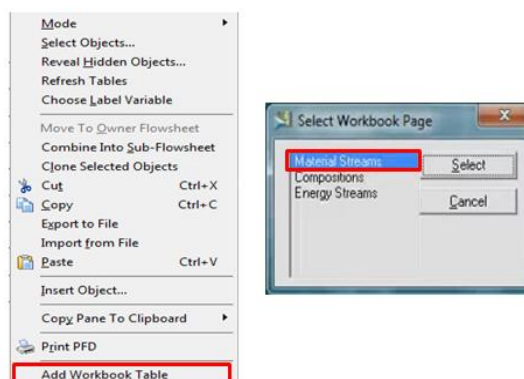 Mode
Select Objects...
Reveal Hidden Objects...
Refresh Tables
Choose Label Variable
Move To Owner Flowsheet
Combine Into Sub-Flowsheet
Clone Selected Objects
Cut Ctrl+X
Copy Ctrl+C
Export to File
Import from File
Paste Ctrl+V
Insert Object...
Copy Pane To Clipboard
Print PFD
Add Workbook Table
Select Workbook Page
Material Streams
Compositions
Energy Streams
Select
Cancel